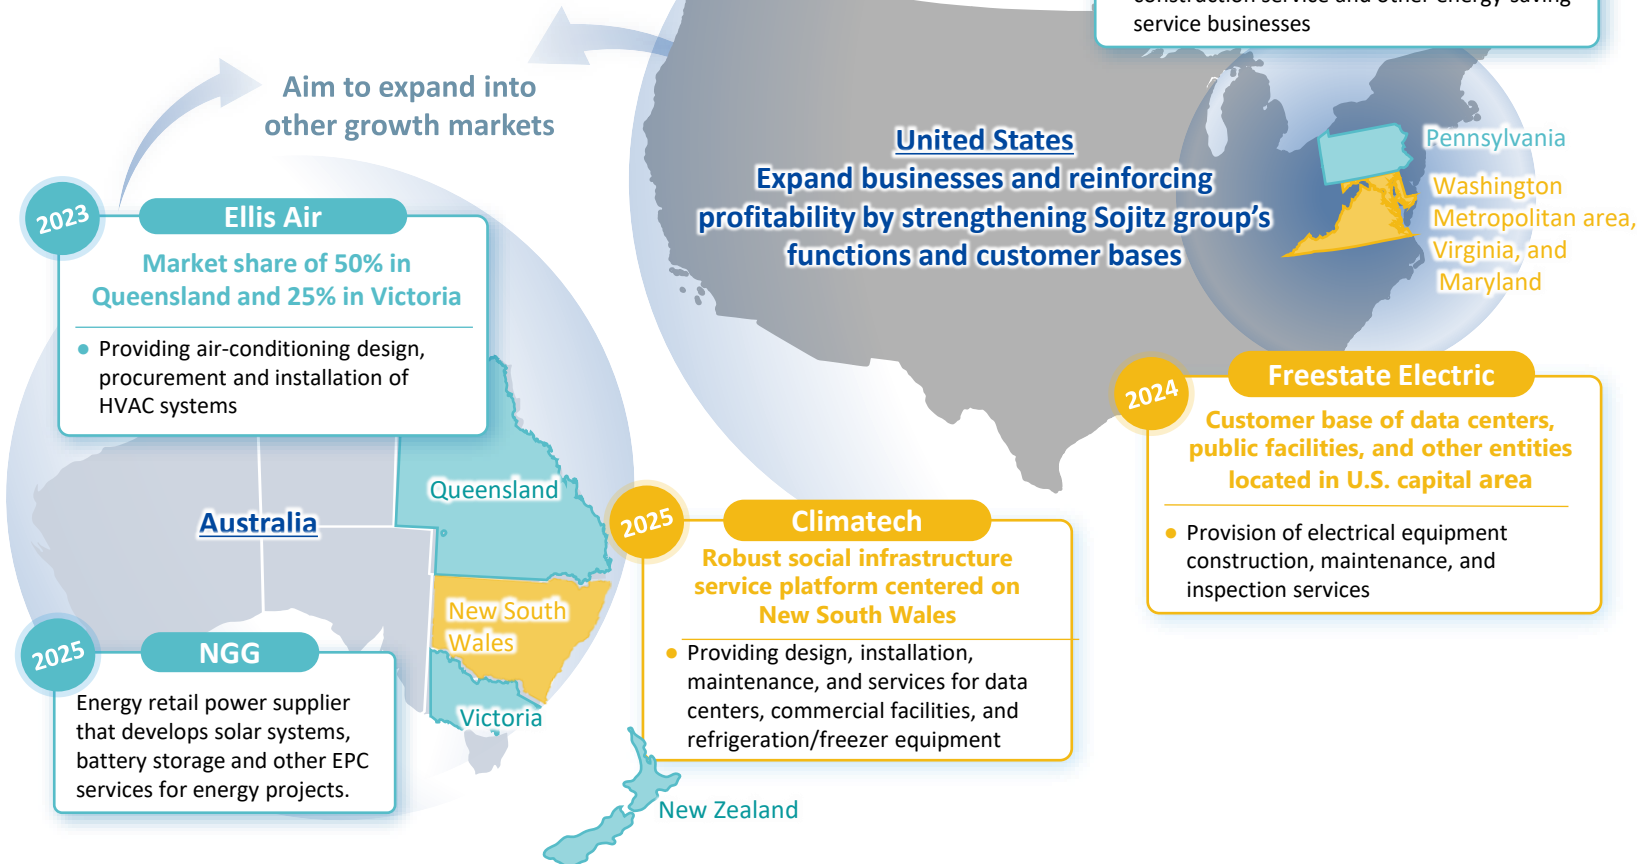 construction service and other energy-saving
service businesses
Aim to expand into
other growth markets
United States
Expand businesses and reinforcing
profitability by strengthening Sojitz group's
functions and customer bases
Pennsylvania
Washington
Metropolitan area,
Virginia, and
Maryland
2023
Ellis Air
Market share of 50% in
Queensland and 25% in Victoria
● Providing air-conditioning design,
procurement and installation of
HVAC systems
2024
Freestate Electric
Customer base of data centers,
public facilities, and other entities
located in U.S. capital area
● Provision of electrical equipment
construction, maintenance, and
inspection services
Australia
Queensland
New South
Wales
Victoria
2025
Climatech
Robust social infrastructure
service platform centered on
New South Wales
● Providing design, installation,
maintenance, and services for data
centers, commercial facilities, and
refrigeration/freezer equipment
2025
NGG
Energy retail power supplier
that develops solar systems,
battery storage and other EPC
services for energy projects.
New Zealand